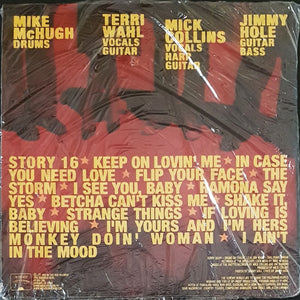 MIKE
McHUGH
DRUMS
TERRI
WAHL
VOCALS
GUITAR
MICK
COLLINS
VOCALS
HARP
GUITAR
JIMMY
HOLE
GUITAR
BASS
STORY 16 ★ KEEP ON LOVIN' ME ★ IN CASE
YOU NEED LOVE ★ FLIP YOUR FACE ★ THE
STORM ★ I SEE YOU, BABY ★ RAMONA SAY
YES ★ BETCHA CAN'T KISS ME ★ SHAKE IT,
BABY ★ STRANGE THINGS ★ IF LOVING IS
BELIEVING ★ I'M YOURS AND I'M HERS
MONKEY DOIN' WOMAN ★ I AIN'T
IN THE MOOD